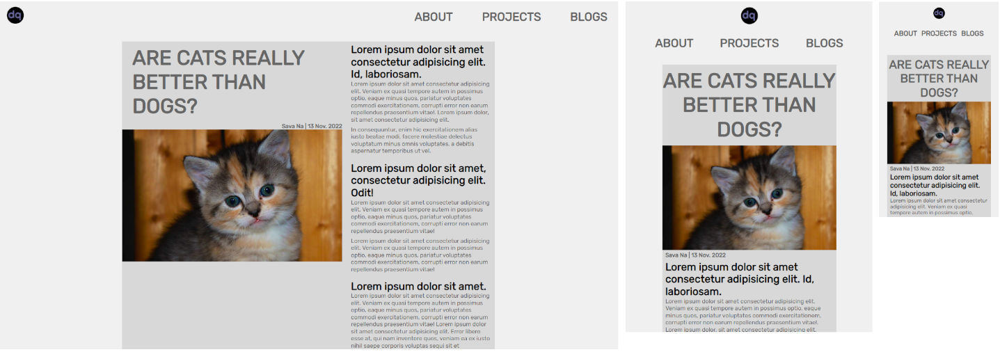 dq
ABOUT PROJECTS BLOGS
ARE CATS REALLY
BETTER THAN
DOGS?
Sava Na | 13 Nov. 2022
Lorem ipsum dolor sit amet
consectetur adipisicing elit.
Id, laboriosam.
Lorem ipsum dolor sit amet consectetur adipisicing
elit. Veniam ex quasi tempore autem in possimus
optio, eaque minus quos, pariatur voluptates
commodi exercitationem, corrupti error non earum
repellendus praesentium vitae!. Lorem ipsum dolor,
sit amet consectetur adipisicing elit.
In consequuntur, enim hic exercitationem alias
iusto beatae modi, facere molestiae delectus
voluptatum minus omnis voluptates, a debitis
aspernatur temporibus ut vel.
Lorem ipsum dolor sit amet,
consectetur adipisicing elit.
Odit!
Lorem ipsum dolor sit amet consectetur adipisicing
elit. Veniam ex quasi tempore autem in possimus
optio, eaque minus quos, pariatur voluptates
commodi exercitationem, corrupti error non earum
repellendus praesentium vitae!
Lorem ipsum dolor sit amet consectetur adipisicing
elit. Veniam ex quasi tempore autem in possimus
optio, eaque minus quos, pariatur voluptates
commodi exercitationem, corrupti error non earum
repellendus praesentium vitae!
Lorem ipsum dolor sit amet.
Lorem ipsum dolor sit amet consectetur adipisicing
elit. Veniam ex quasi tempore autem in possimus
optio, eaque minus quos, pariatur voluptates
commodi exercitationem, corrupti error non earum
repellendus praesentium vitae! Lorem ipsum dolor
sit amet consectetur adipisicing elit. Error libero
esse at, qui nam inventore quos, veniam ea ex iusto
nihil saepe corporis voluptas sequi sit et
dq
ABOUT PROJECTS BLOGS
ARE CATS REALLY
BETTER THAN
DOGS?
Sava Na | 13 Nov. 2022
Lorem ipsum dolor sit amet
consectetur adipisicing elit. Id,
laboriosam.
Lorem ipsum dolor sit amet consectetur adipisicing elit.
Veniam ex quasi tempore autem in possimus optio, eaque
minus quos, pariatur voluptates commodi exercitationem,
corrupti error non earum repellendus praesentium vitae!.
Lorem ipsum dolor, sit amet consectetur adipisicing elit.
dq
ABOUT PROJECTS BLOGS
ARE CATS REALLY
BETTER THAN
DOGS?
Sava Na | 13 Nov. 2022
Lorem ipsum dolor sit amet
consectetur adipisicing elit.
Id, laboriosam.
Lorem ipsum dolor sit amet consectetur
adipisicing elit. Veniam ex quasi
tempore autem in possimus optio,